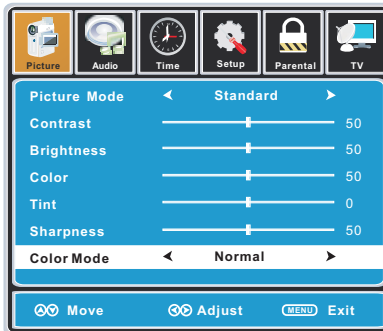 Picture Audio Time Setup Parental TV
Picture Mode Standard
Contrast 50
Brightness 50
Color 50
Tint 0
Sharpness 50
Color Mode Normal
Move Adjust MENU Exit